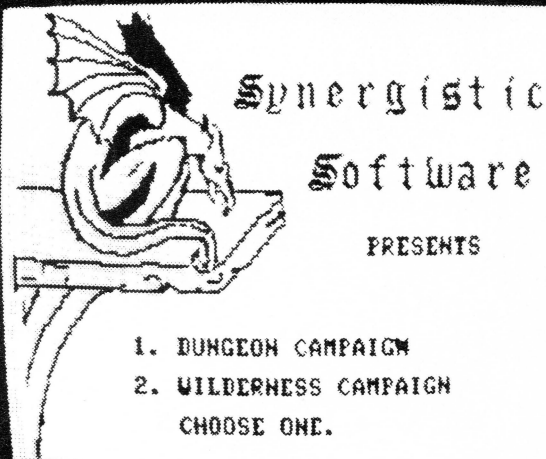 Synergistic
Software
PRESENTS
1. DUNGEON CAMPAIGN
2. WILDERNESS CAMPAIGN
CHOOSE ONE.